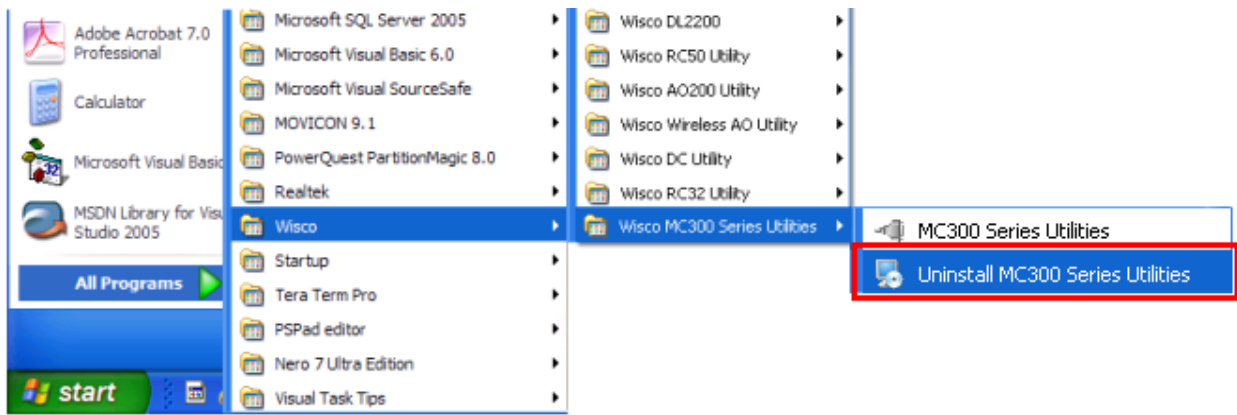 Adobe Acrobat 7.0
Professional
Calculator
Microsoft Visual Basic
MSDN Library for Visu
Studio 2005
All Programs
start
Microsoft SQL Server 2005
Microsoft Visual Basic 6.0
Microsoft Visual SourceSafe
MOVICON 9.1
PowerQuest PartitionMagic 8.0
Realtek
Wisco
Startup
Tera Term Pro
PSPad editor
Nero 7 Ultra Edition
Visual Task Tips
Wisco DL2200
Wisco RC50 Utility
Wisco AO200 Utility
Wisco Wireless AO Utility
Wisco DC Utility
Wisco RC32 Utility
Wisco MC300 Series Utilities
MC300 Series Utilities
Uninstall MC300 Series Utilities